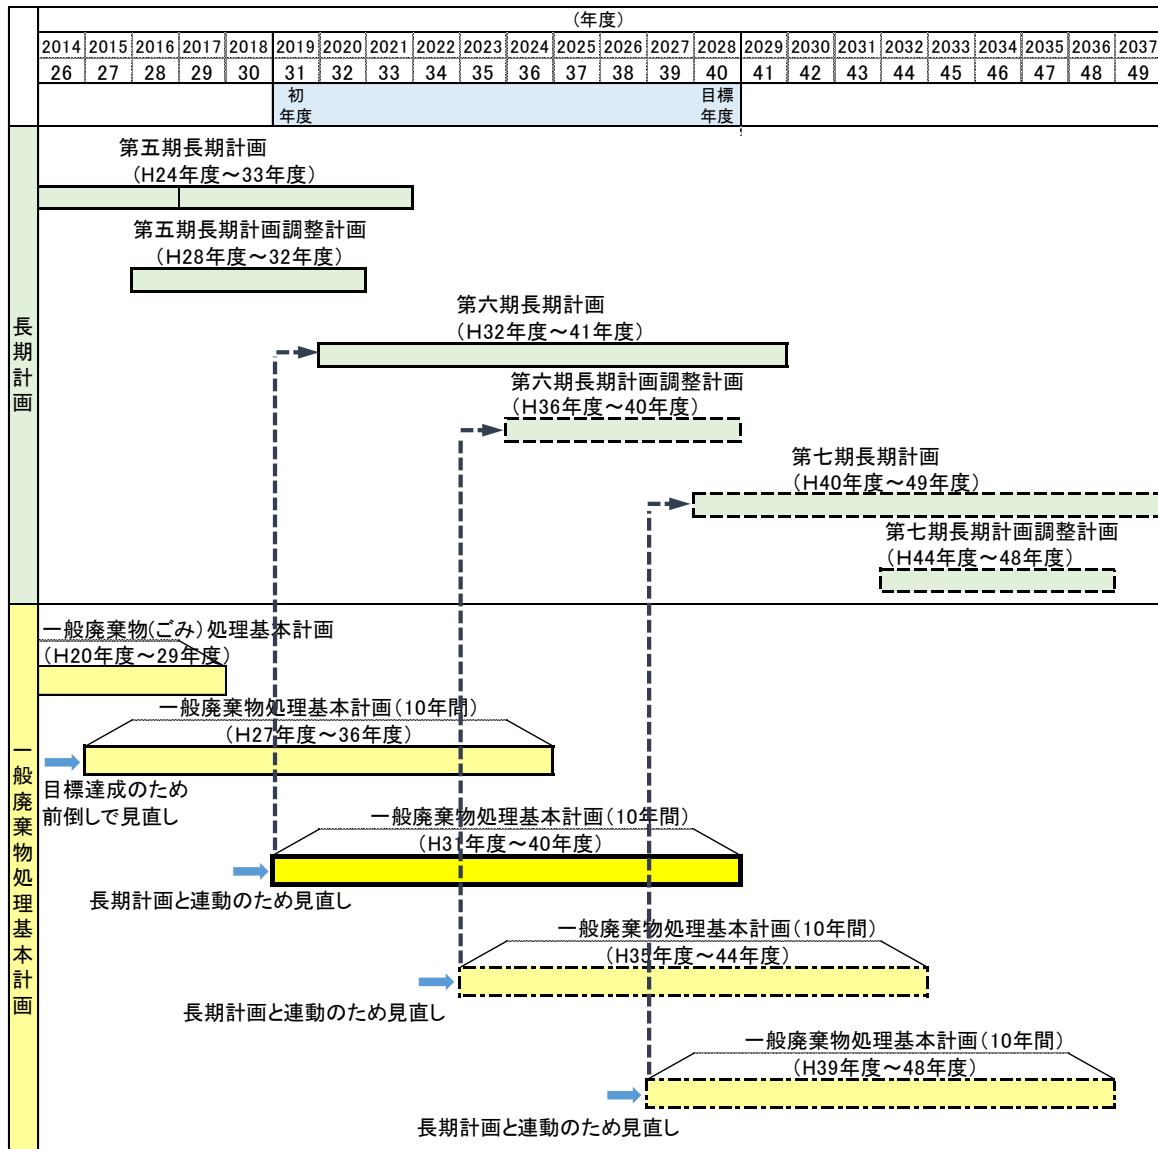 (年度)
2014 2015 2016 2017 2018 2019 2020 2021 2022 2023 2024 2025 2026 2027 2028 2029 2030 2031 2032 2033 2034 2035 2036 2037
26 27 28 29 30 31 32 33 34 35 36 37 38 39 40 41 42 43 44 45 46 47 48 49
初年度
目標年度
長期計画
第五期長期計画
(H24年度～33年度)
第五期長期計画調整計画
(H28年度～32年度)
第六期長期計画
(H32年度～41年度)
第六期長期計画調整計画
(H36年度～40年度)
第七期長期計画
(H40年度～49年度)
第七期長期計画調整計画
(H44年度～48年度)
一般廃棄物処理基本計画
一般廃棄物(ごみ)処理基本計画
(H20年度～29年度)
一般廃棄物処理基本計画(10年間)
(H27年度～36年度)
目標達成のため
前倒しで見直し
一般廃棄物処理基本計画(10年間)
(H31年度～40年度)
長期計画と連動のため見直し
一般廃棄物処理基本計画(10年間)
(H35年度～44年度)
長期計画と連動のため見直し
一般廃棄物処理基本計画(10年間)
(H39年度～48年度)
長期計画と連動のため見直し